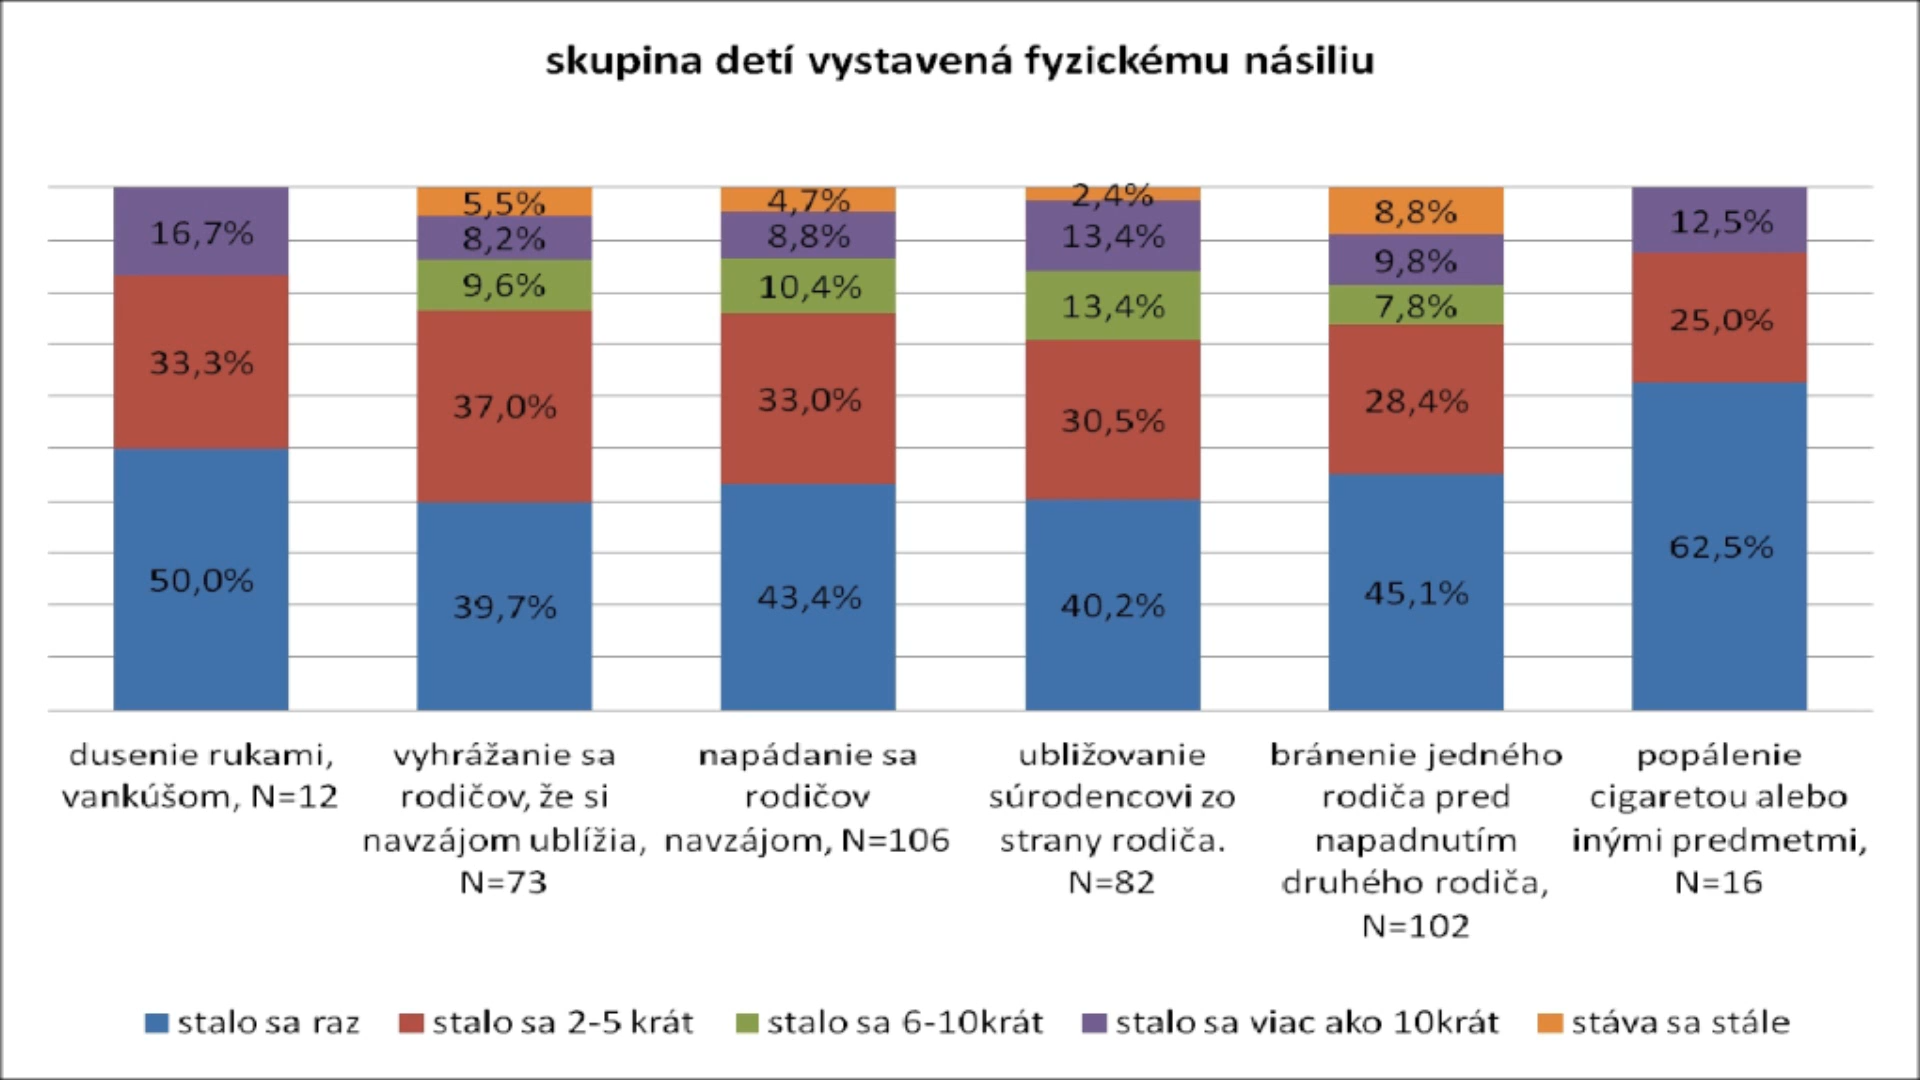 skupina detí vystavená fyzickému násiliu
16,7%
33,3%
50,0%
5,5%
8,2%
9,6%
37,0%
39,7%
4,7%
8,8%
10,4%
33,0%
43,4%
2,4%
13,4%
13,4%
30,5%
40,2%
8,8%
9,8%
7,8%
28,4%
45,1%
12,5%
25,0%
62,5%
dusenie rukami,
vankúšom, N=12
vyhrážanie sa
rodičov, že si
navzájom ublížia,
N=73
napádanie sa
rodičov
navzájom, N=106
ubližovanie
súrodencovi zo
strany rodiča.
N=82
bránenie jedného
rodiča pred
napadnutím
druhého rodiča,
N=102
popálenie
cigaretou alebo
inými predmetmi,
N=16
stalo sa raz
stalo sa 2-5 krát
stalo sa 6-10krát
stalo sa viac ako 10krát
stáva sa stále